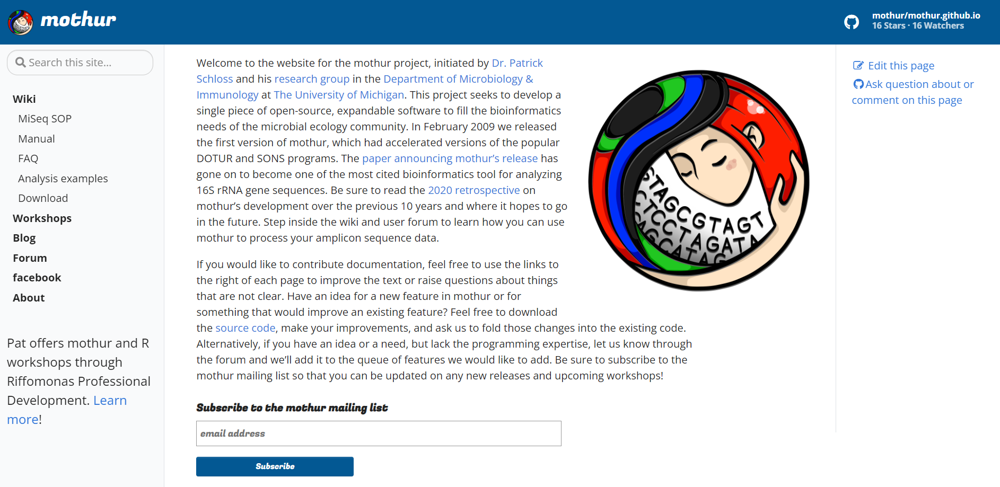 mothur
mothur/mothur.github.io
16 Stars · 16 Watchers
Search this site...
Wiki
MiSeq SOP
Manual
FAQ
Analysis examples
Download
Workshops
Blog
Forum
facebook
About
Pat offers mothur and R
workshops through
Riffomonas Professional
Development. Learn
more!
Welcome to the website for the mothur project, initiated by Dr. Patrick
Schloss and his research group in the Department of Microbiology &
Immunology at The University of Michigan. This project seeks to develop a
single piece of open-source, expandable software to fill the bioinformatics
needs of the microbial ecology community. In February 2009 we released
the first version of mothur, which had accelerated versions of the popular
DOTUR and SONS programs. The paper announcing mothur’s release has
gone on to become one of the most cited bioinformatics tool for analyzing
16S rRNA gene sequences. Be sure to read the 2020 retrospective on
mothur’s development over the previous 10 years and where it hopes to go
in the future. Step inside the wiki and user forum to learn how you can use
mothur to process your amplicon sequence data.
If you would like to contribute documentation, feel free to use the links to
the right of each page to improve the text or raise questions about things
that are not clear. Have an idea for a new feature in mothur or for
something that would improve an existing feature? Feel free to download
the source code, make your improvements, and ask us to fold those changes into the existing code.
Alternatively, if you have an idea or a need, but lack the programming expertise, let us know through
the forum and we’ll add it to the queue of features we would like to add. Be sure to subscribe to the
mothur mailing list so that you can be updated on any new releases and upcoming workshops!
Subscribe to the mothur mailing list
email address
Subscribe
GTAGCGTAGT
CTCCTAGATA
AGCATAG
Edit this page
Ask question about or
comment on this page